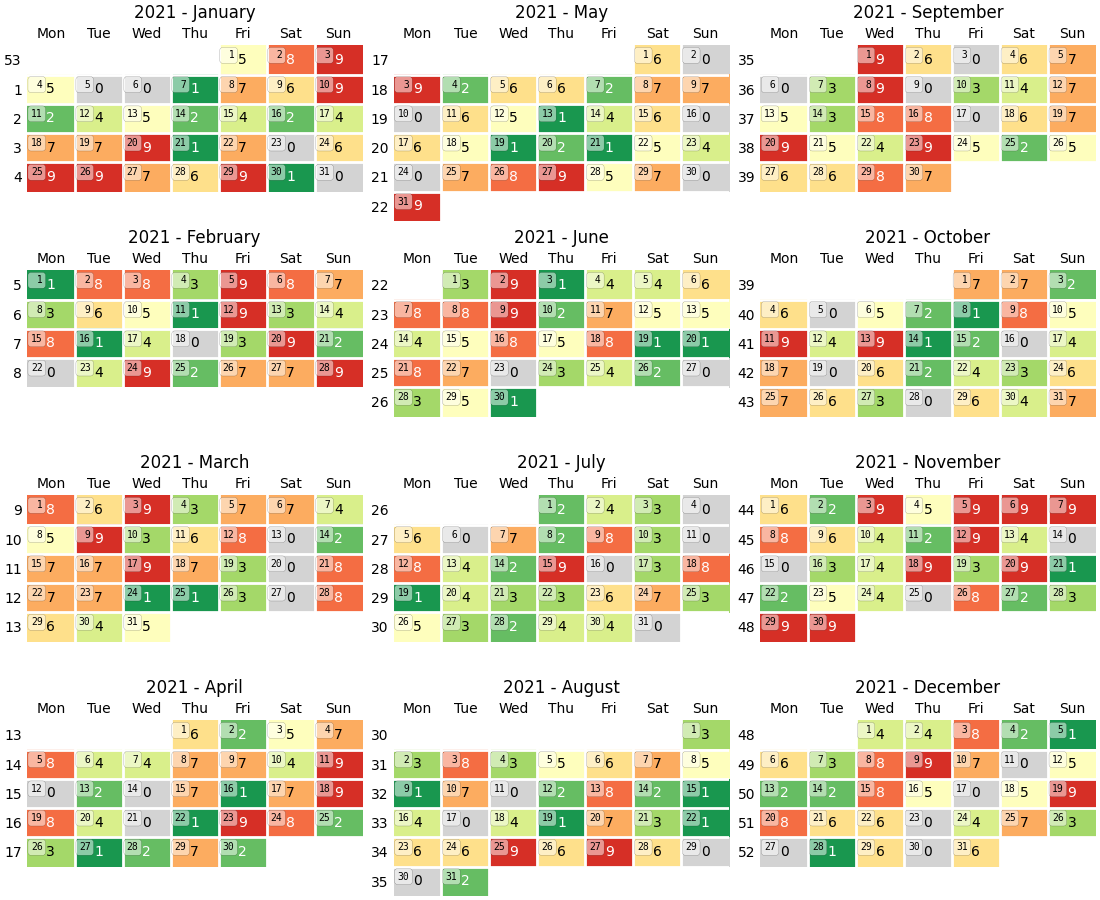 2021 - January
Mon Tue Wed Thu Fri Sat Sun
53 1 5 2 8 3 9
1 4 5 5 0 6 0 7 1 8 7 9 6 10 9
2 11 2 12 4 13 5 14 2 15 4 16 2 17 4
3 18 7 19 7 20 9 21 1 22 7 23 0 24 6
4 25 9 26 9 27 7 28 6 29 9 30 1 31 0
2021 - February
Mon Tue Wed Thu Fri Sat Sun
5 1 1 2 8 3 8 4 3 5 9 6 8 7 7
6 8 3 9 6 10 5 11 1 12 9 13 3 14 4
7 15 8 16 1 17 4 18 0 19 3 20 9 21 2
8 22 0 23 4 24 9 25 2 26 7 27 7 28 9
2021 - March
Mon Tue Wed Thu Fri Sat Sun
9 1 8 2 6 3 9 4 3 5 7 6 7 7 4
10 8 5 9 9 10 3 11 6 12 8 13 0 14 2
11 15 7 16 7 17 9 18 7 19 3 20 0 21 8
12 22 7 23 7 24 1 25 1 26 3 27 0 28 8
13 29 6 30 4 31 5
2021 - April
Mon Tue Wed Thu Fri Sat Sun
13 1 6 2 2 3 5 4 7
14 5 8 6 4 7 4 8 7 9 7 10 4 11 9
15 12 0 13 2 14 0 15 7 16 1 17 7 18 9
16 19 8 20 4 21 0 22 1 23 9 24 8 25 2
17 26 3 27 1 28 2 29 7 30 2
2021 - May
Mon Tue Wed Thu Fri Sat Sun
17 1 6 2 0
18 3 9 4 2 5 6 6 6 7 2 8 7 9 7
19 10 0 11 6 12 5 13 1 14 4 15 6 16 0
20 17 6 18 5 19 1 20 2 21 1 22 5 23 4
21 24 0 25 7 26 8 27 9 28 5 29 7 30 0
22 31 9
2021 - June
Mon Tue Wed Thu Fri Sat Sun
22 1 3 2 9 3 1 4 4 5 4 6 6
23 7 8 8 8 9 9 10 2 11 7 12 5 13 5
24 14 4 15 5 16 8 17 5 18 8 19 1 20 1
25 21 8 22 7 23 0 24 3 25 4 26 2 27 0
26 28 3 29 5 30 1
2021 - July
Mon Tue Wed Thu Fri Sat Sun
26 1 2 2 4 3 3 4 0
27 5 6 6 0 7 7 8 2 9 8 10 3 11 0
28 12 8 13 4 14 2 15 9 16 0 17 3 18 8
29 19 1 20 4 21 3 22 3 23 6 24 7 25 3
30 26 5 27 3 28 2 29 4 30 4 31 0
2021 - August
Mon Tue Wed Thu Fri Sat Sun
30 1 3
31 2 3 3 8 4 3 5 5 6 6 7 7 8 5
32 9 1 10 7 11 0 12 2 13 8 14 2 15 1
33 16 4 17 0 18 4 19 1 20 7 21 3 22 1
34 23 6 24 6 25 9 26 6 27 9 28 6 29 0
35 30 0 31 2
2021 - September
Mon Tue Wed Thu Fri Sat Sun
35 1 9 2 6 3 0 4 6 5 7
36 6 0 7 3 8 9 9 0 10 3 11 4 12 7
37 13 5 14 3 15 8 16 8 17 0 18 6 19 7
38 20 9 21 5 22 4 23 9 24 5 25 2 26 5
39 27 6 28 6 29 8 30 7
2021 - October
Mon Tue Wed Thu Fri Sat Sun
39 1 7 2 7 3 2
40 4 6 5 0 6 5 7 2 8 1 9 8 10 5
41 11 9 12 4 13 9 14 1 15 2 16 0 17 4
42 18 7 19 0 20 6 21 2 22 4 23 3 24 6
43 25 7 26 6 27 3 28 0 29 6 30 4 31 7
2021 - November
Mon Tue Wed Thu Fri Sat Sun
44 1 6 2 2 3 9 4 5 5 9 6 9 7 9
45 8 8 9 6 10 4 11 2 12 9 13 4 14 0
46 15 0 16 3 17 4 18 9 19 3 20 9 21 1
47 22 2 23 5 24 4 25 0 26 8 27 2 28 3
48 29 9 30 9
2021 - December
Mon Tue Wed Thu Fri Sat Sun
48 1 4 2 4 3 8 4 2 5 1
49 6 6 7 3 8 8 9 9 10 7 11 0 12 5
50 13 2 14 2 15 8 16 5 17 0 18 5 19 9
51 20 8 21 6 22 6 23 0 24 4 25 7 26 3
52 27 0 28 1 29 6 30 0 31 6